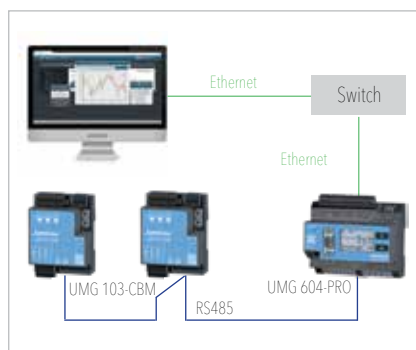 Ethernet
Switch
Ethernet
UMG 103-CBM
UMG 604-PRO
RS485